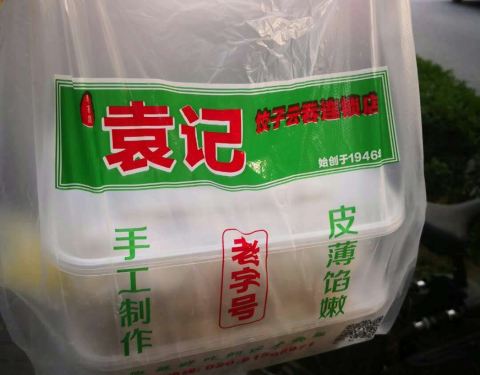 袁记
饺子云吞连锁店
始创于1946年
手工制作
老字号
皮薄馅嫩